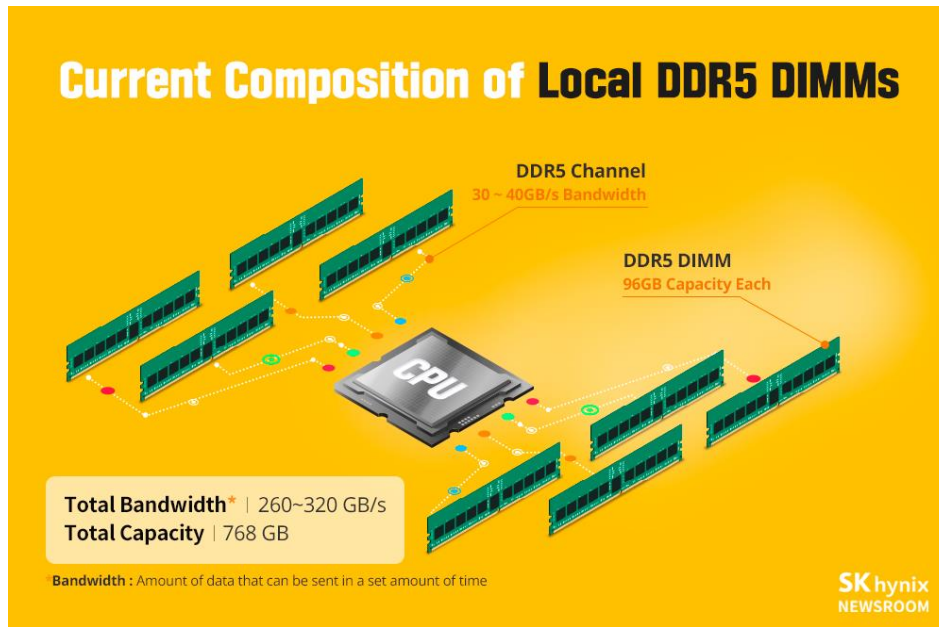 Current Composition of Local DDR5 DIMMs
DDR5 Channel
30 ~ 40GB/s Bandwidth
DDR5 DIMM
96GB Capacity Each
CPU
Total Bandwidth* | 260~320 GB/s
Total Capacity | 768 GB
*Bandwidth : Amount of data that can be sent in a set amount of time
SK hynix
NEWSROOM